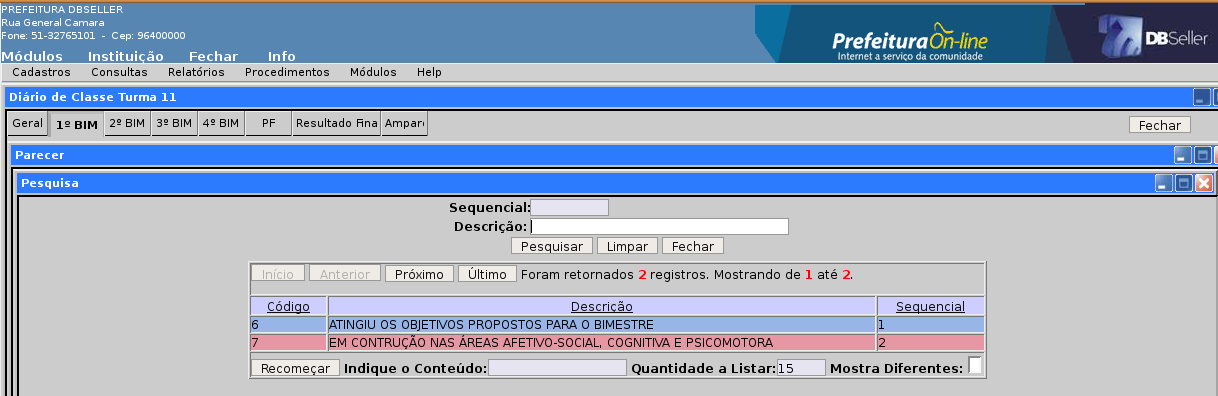 PREFEITURA DBSELLER
Rua General Camara
Fone: 51-32765101 - Cep: 96400000
Módulos Instituição Fechar Info
Prefeitura On-line
Internet a serviço da comunidade
DBSeller
Cadastros Consultas Relatórios Procedimentos Módulos Help
Diário de Classe Turma 11
Geral 1º BIM 2º BIM 3º BIM 4º BIM PF Resultado Fina Ampar
Fechar
Parecer
Pesquisa
Sequencial:
Descrição:
Pesquisar Limpar Fechar
Início Anterior Próximo Último Foram retornados 2 registros. Mostrando de 1 até 2.
Código Descrição Sequencial
6 ATINGIU OS OBJETIVOS PROPOSTOS PARA O BIMESTRE 1
7 EM CONTRUÇÃO NAS ÁREAS AFETIVO-SOCIAL, COGNITIVA E PSICOMOTORA 2
Recomeçar Indique o Conteúdo: Quantidade a Listar: 15 Mostra Diferentes: